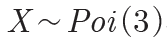 X ~ Poi(3)